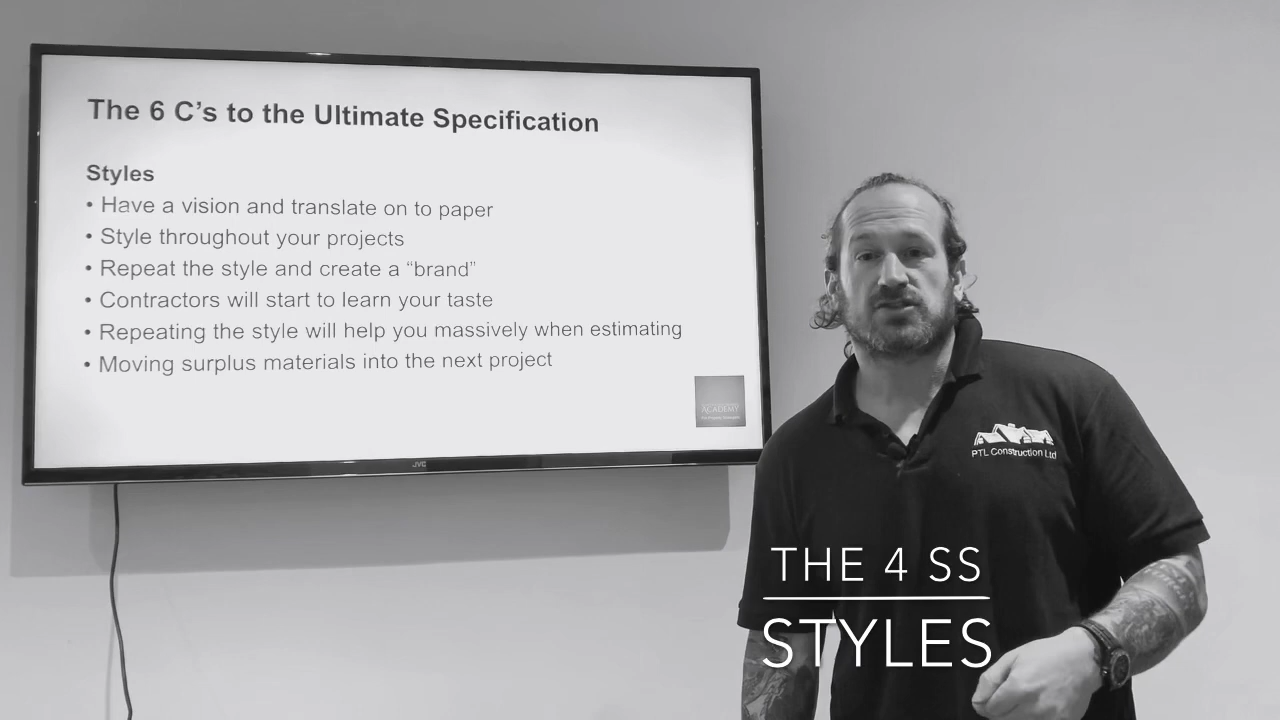 The 6 C's to the Ultimate Specification
Styles
• Have a vision and translate on to paper
• Style throughout your projects
• Repeat the style and create a “brand”
• Contractors will start to learn your taste
• Repeating the style will help you massively when estimating
• Moving surplus materials into the next project
ACADEMY
JVC
PTL Construction Ltd
THE 4 SS
STYLES